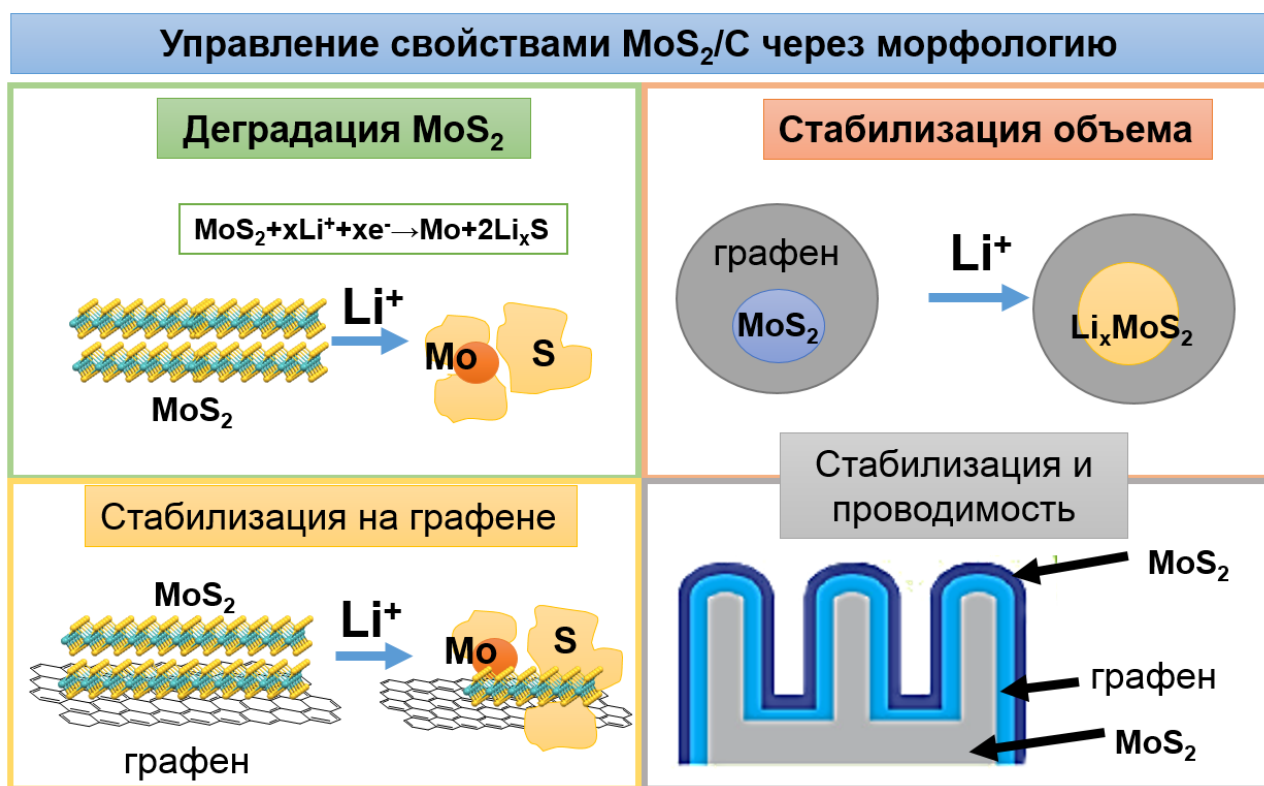 Управление свойствами MoS₂/C через морфологию
Деградация MoS₂
MoS₂+xLi⁺+xe⁻→Mo+2LiₓS
Li⁺
Mo
S
MoS₂
Стабилизация объема
графен
MoS₂
Li⁺
LiₓMoS₂
Стабилизация на графене
MoS₂
Li⁺
Mo
S
графен
Стабилизация и
проводимость
MoS₂
графен
MoS₂